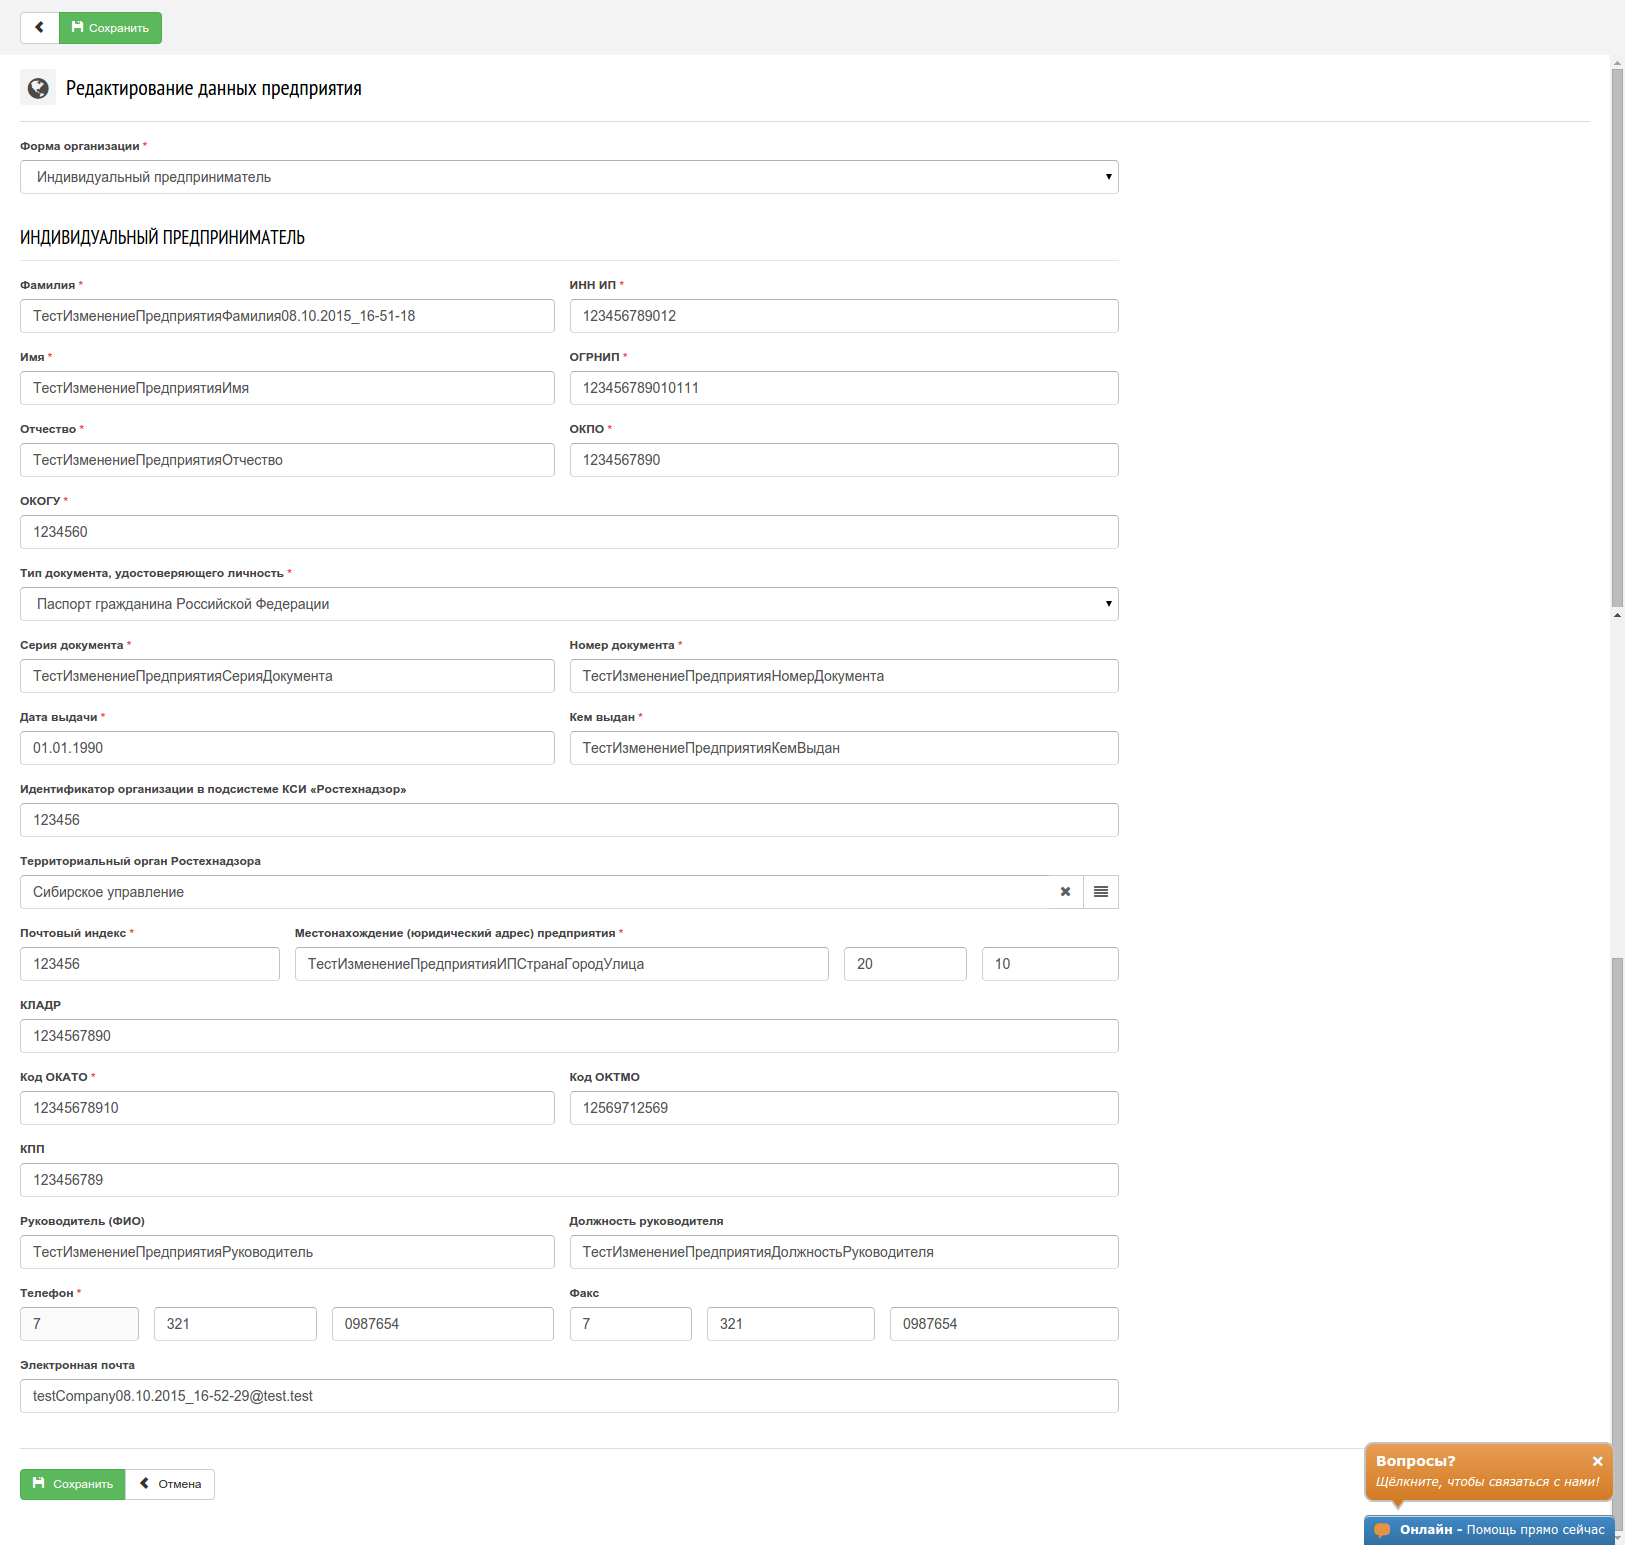 Сохранить
Редактирование данных предприятия
Форма организации *
Индивидуальный предприниматель
ИНДИВИДУАЛЬНЫЙ ПРЕДПРИНИМАТЕЛЬ
Фамилия * ИНН ИП *
ТестИзменениеПредприятияФамилия08.10.2015_16-51-18 123456789012
Имя * ОГРНИП *
ТестИзменениеПредприятияИмя 123456789010111
Отчество * ОКПО *
ТестИзменениеПредприятияОтчество 1234567890
ОКОГУ *
1234560
Тип документа, удостоверяющего личность *
Паспорт гражданина Российской Федерации
Серия документа * Номер документа *
ТестИзменениеПредприятияСерияДокумента ТестИзменениеПредприятияНомерДокумента
Дата выдачи * Кем выдан *
01.01.1990 ТестИзменениеПредприятияКемВыдан
Идентификатор организации в подсистеме КСИ «Ростехнадзор»
123456
Территориальный орган Ростехнадзора
Сибирское управление
Почтовый индекс * Местонахождение (юридический адрес) предприятия *
123456 ТестИзменениеПредприятияИПСтранаГородУлица 20 10
КЛАДР
1234567890
Код ОКАТО * Код ОКТМО
12345678910 12569712569
КПП
123456789
Руководитель (ФИО) Должность руководителя
ТестИзменениеПредприятияРуководитель ТестИзменениеПредприятияДолжностьРуководителя
Телефон * Факс
7 321 0987654 7 321 0987654
Электронная почта
testCompany08.10.2015_16-52-29@test.test
Сохранить Отмена
Вопросы?
Щёлкните, чтобы связаться с нами!
Онлайн - Помощь прямо сейчас